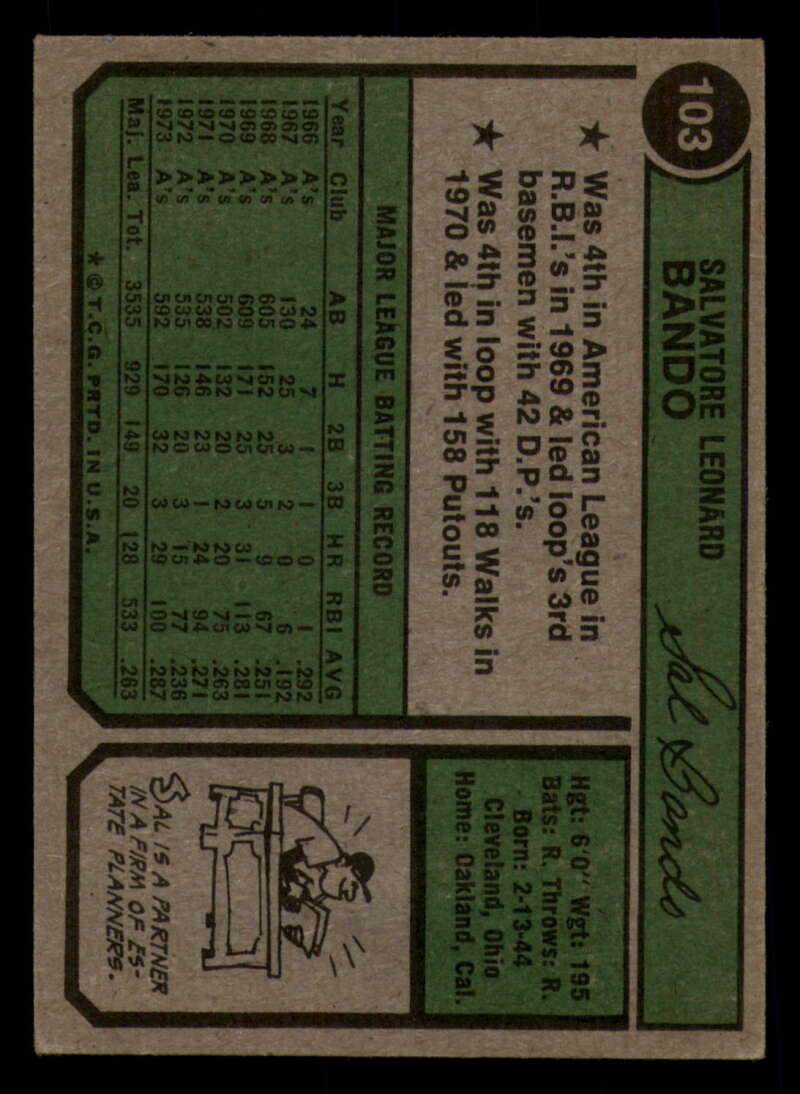 103
SALVATORE LEONARD
BANDO
Sal Bando
★ Was 4th in American League in
R.B.I.'s in 1969 & led loop's 3rd
basemen with 42 D.P.'s.
★ Was 4th in loop with 118 Walks in
1970 & led with 158 Putouts.
Hgt: 6'0" Wgt: 195
Bats: R. Throws: R.
Born: 2-13-44
Cleveland, Ohio
Home: Oakland, Cal.
MAJOR LEAGUE BATTING RECORD
Year Club AB H 2B 3B HR RBI AVG
1966 A's 24 7 1 1 0 1 .292
1967 A's 130 25 3 2 0 6 .192
1968 A's 605 152 25 5 9 67 .251
1969 A's 609 171 25 3 31 113 .281
1970 A's 502 132 20 2 20 75 .263
1971 A's 538 146 23 1 24 94 .271
1972 A's 535 126 20 3 15 77 .236
1973 A's 592 170 32 3 29 100 .287
Maj. Lea. Tot. 3535 929 149 20 128 533 .263
★ © T.C.G. PRTD. IN U.S.A.
SAL IS A PARTNER
IN A FIRM OF ES-
TATE PLANNERS.